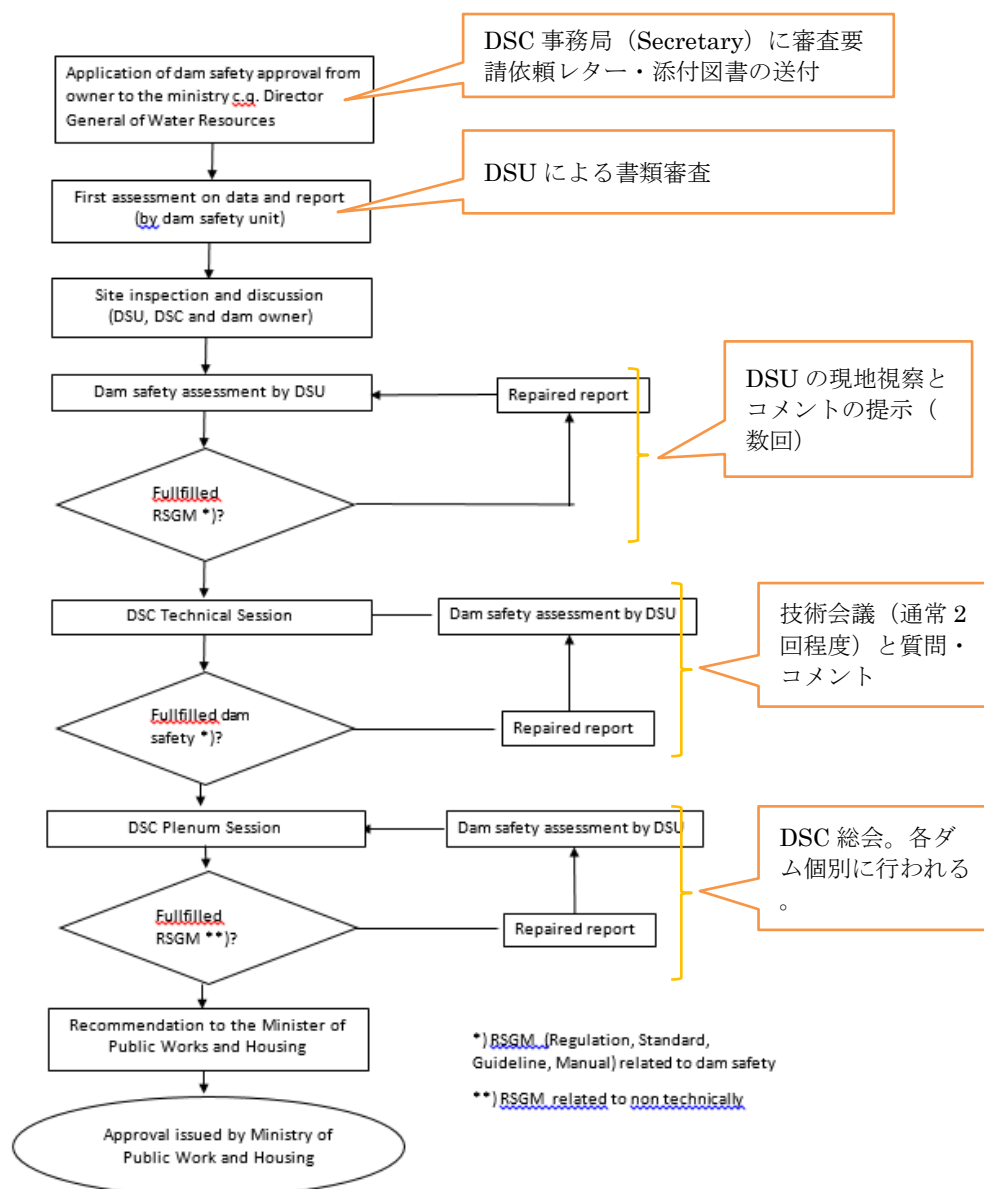 DSC 事務局（Secretary）に審査要
請依頼レター・添付図書の送付
Application of dam safety approval from
owner to the ministry c.g. Director
General of Water Resources
DSU による書類審査
First assessment on data and report
(by dam safety unit)
Site inspection and discussion
(DSU, DSC and dam owner)
Dam safety assessment by DSU
Repaired report
DSU の現地視察と
コメントの提示（
数回）
Fullfilled
RSGM *)?
DSC Technical Session
Dam safety assessment by DSU
技術会議（通常 2
回程度）と質問・
コメント
Fullfilled dam
safety *)?
Repaired report
DSC Plenum Session
Dam safety assessment by DSU
DSC 総会。各ダ
ム個別に行われる
。
Fullfilled
RSGM **)?
Repaired report
Recommendation to the Minister of
Public Works and Housing
*) RSGM (Regulation, Standard,
Guideline, Manual) related to dam safety
**) RSGM related to non technically
Approval issued by Ministry of
Public Work and Housing